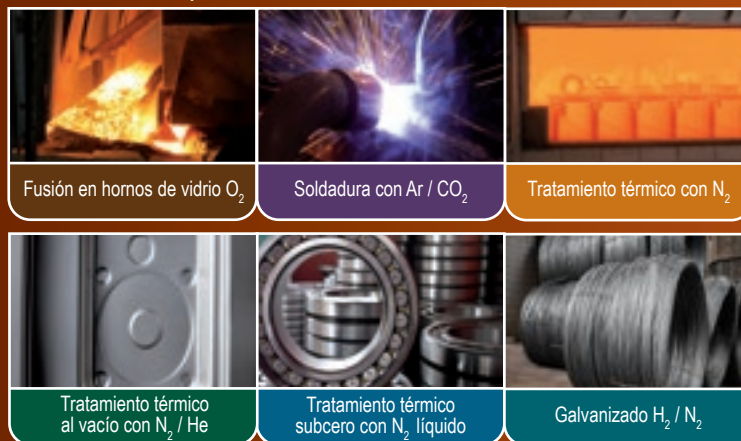 Fusión en hornos de vidrio O₂
Soldadura con Ar / CO₂
Tratamiento térmico con N₂
Tratamiento térmico
al vacío con N₂ / He
Tratamiento térmico
subcero con N₂ líquido
Galvanizado H₂ / N₂